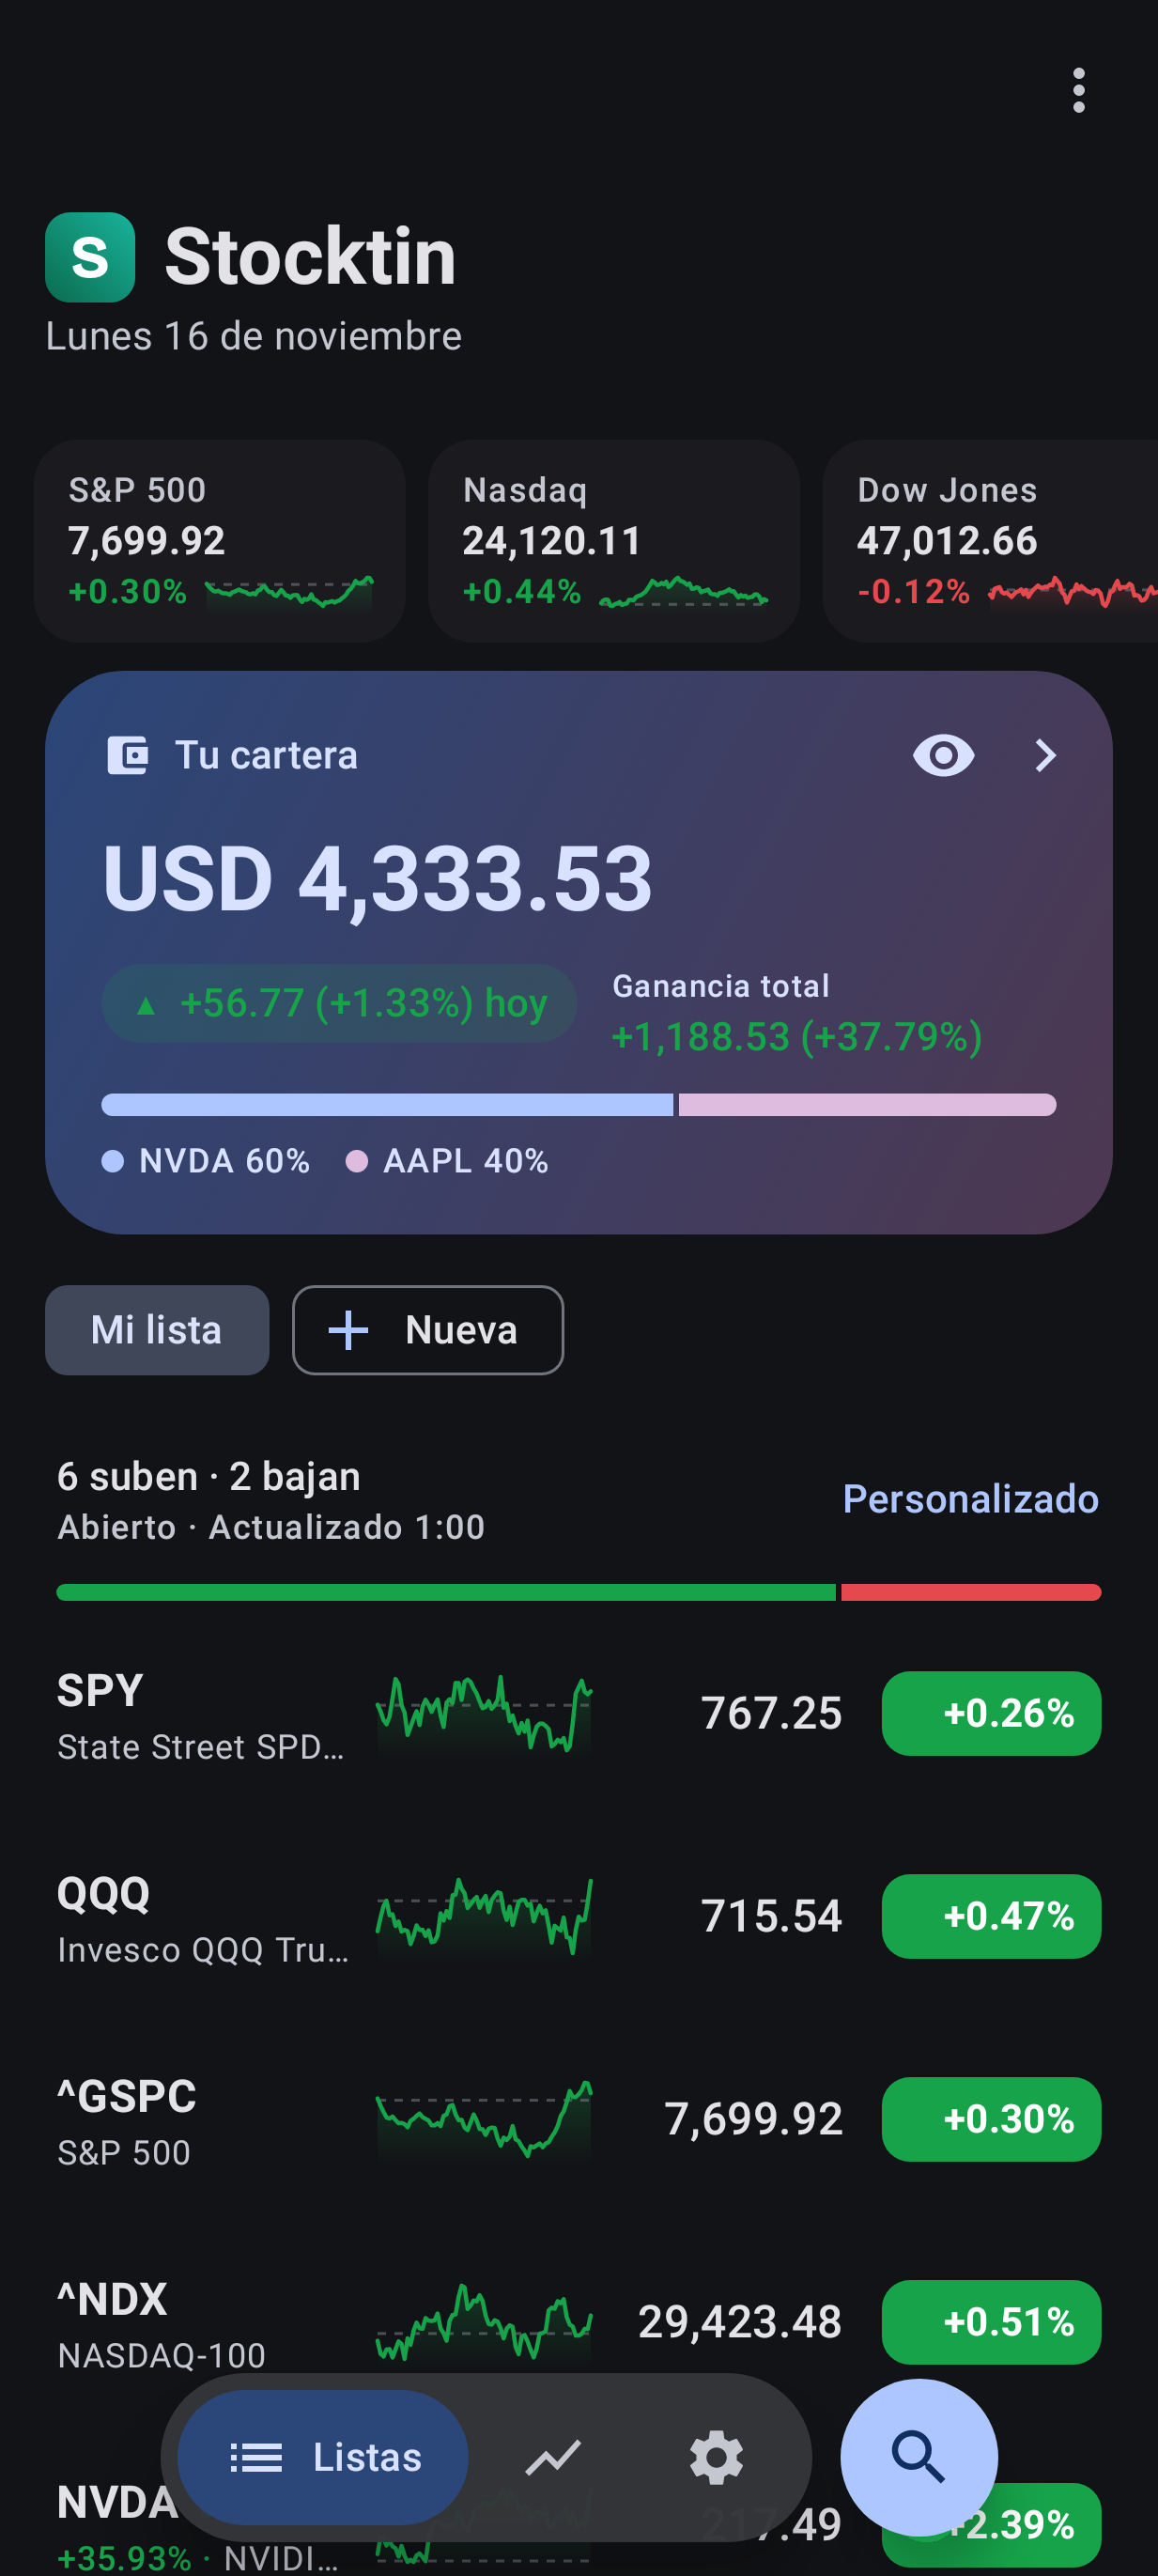 S Stocktin
Lunes 16 de noviembre
S&P 500
7,699.92
+0.30%
Nasdaq
24,120.11
+0.44%
Dow Jones
47,012.66
-0.12%
Tu cartera
USD 4,333.53
▲ +56.77 (+1.33%) hoy
Ganancia total
+1,188.53 (+37.79%)
NVDA 60%
AAPL 40%
Mi lista
+ Nueva
6 suben · 2 bajan
Abierto · Actualizado 1:00
Personalizado
SPY
State Street SPD…
767.25
+0.26%
QQQ
Invesco QQQ Tru…
715.54
+0.47%
^GSPC
S&P 500
7,699.92
+0.30%
^NDX
NASDAQ-100
29,423.48
+0.51%
Listas
NVDA
+35.93% · NVIDI…
217.49
+2.39%